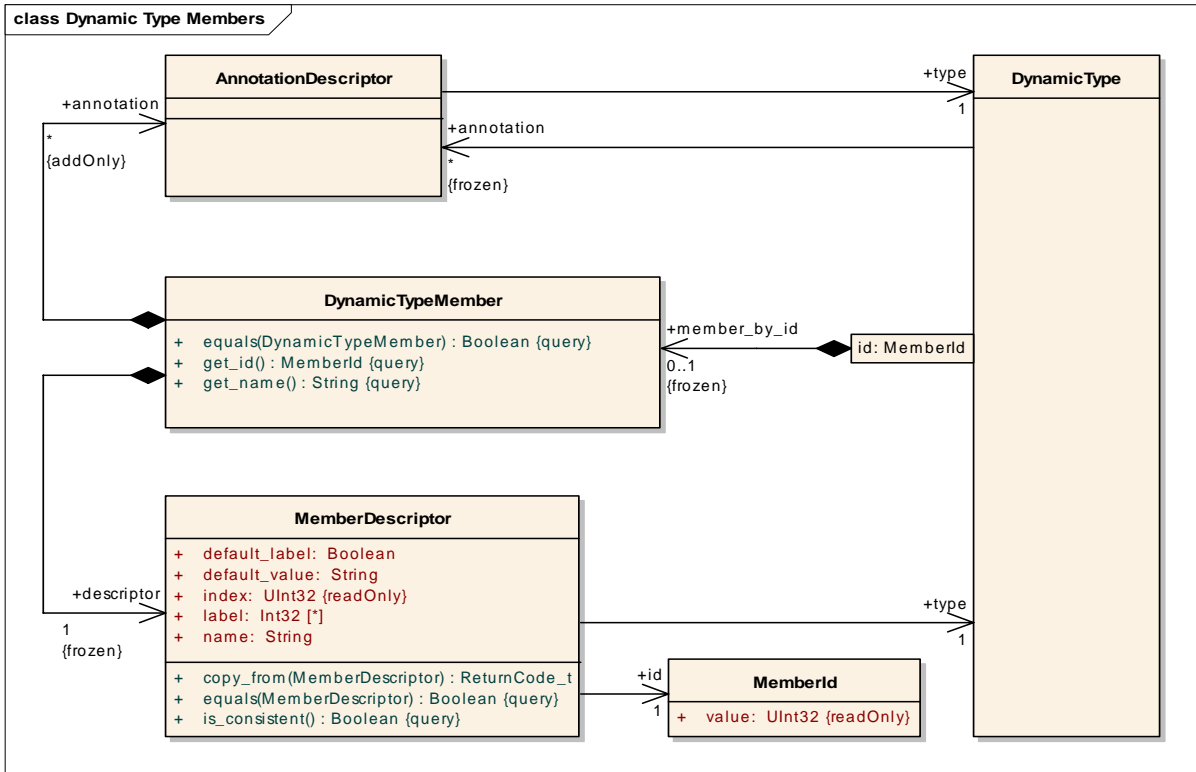 class Dynamic Type Members
AnnotationDescriptor
DynamicType
+type
1
+annotation
*
{addOnly}
+annotation
*
{frozen}
DynamicTypeMember
+ equals(DynamicTypeMember) : Boolean {query}
+ get_id() : MemberId {query}
+ get_name() : String {query}
+member_by_id
0..1
{frozen}
id: MemberId
MemberDescriptor
+ default_label: Boolean
+ default_value: String
+ index: UInt32 {readOnly}
+ label: Int32 [*]
+ name: String
+ copy_from(MemberDescriptor) : ReturnCode_t
+ equals(MemberDescriptor) : Boolean {query}
+ is_consistent() : Boolean {query}
+descriptor
1
{frozen}
+type
1
+id
1
MemberId
+ value: UInt32 {readOnly}